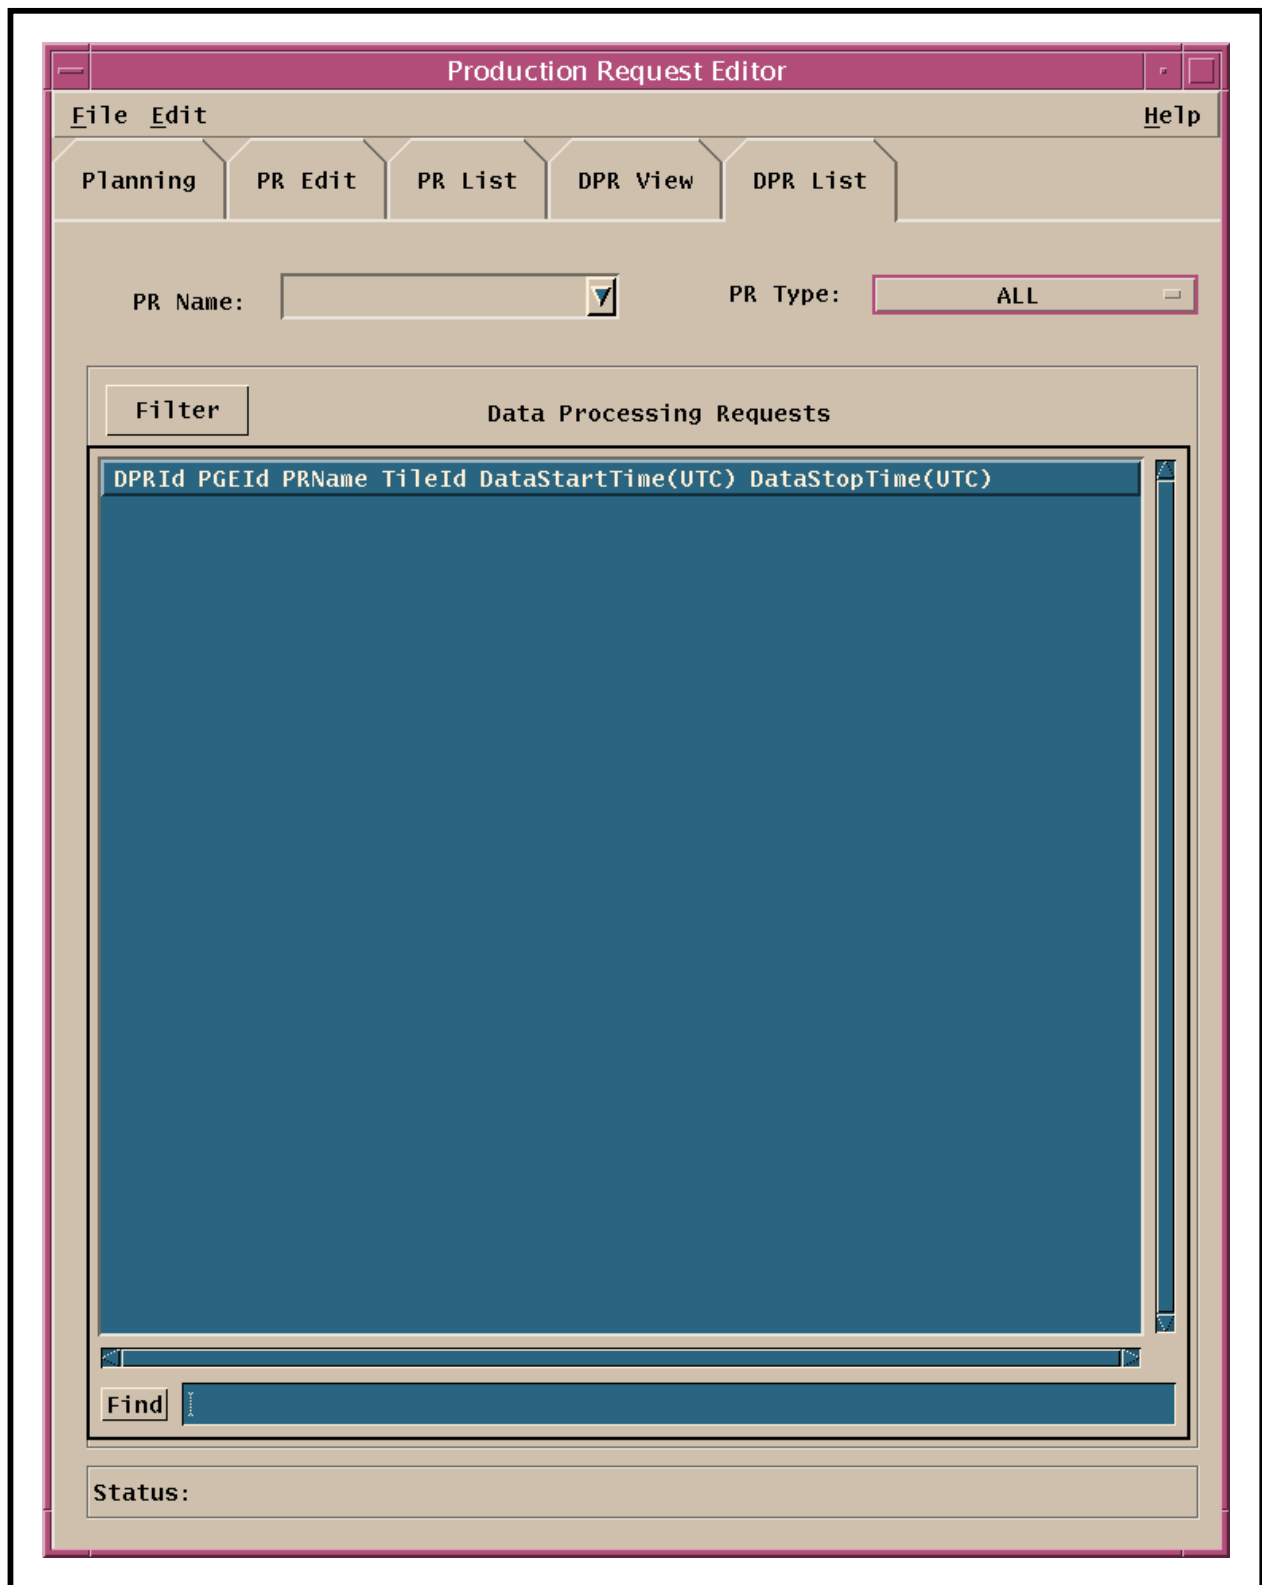 Production Request Editor
File Edit Help
Planning PR Edit PR List DPR View DPR List
PR Name: PR Type: ALL
Filter Data Processing Requests
DPRId PGEId PRName TileId DataStartTime(UTC) DataStopTime(UTC)
Find
Status: